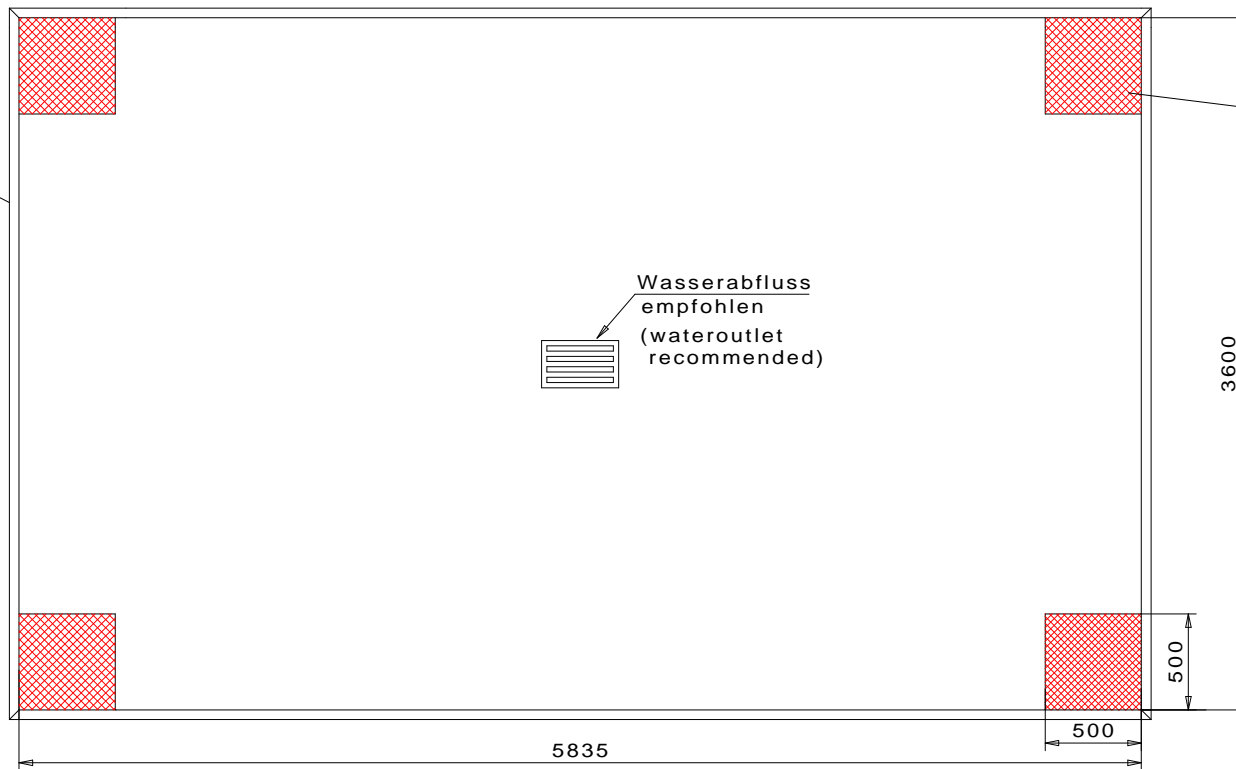 Wasserabfluss
empfohlen
(wateroutlet
recommended)
3600
500
500
5835